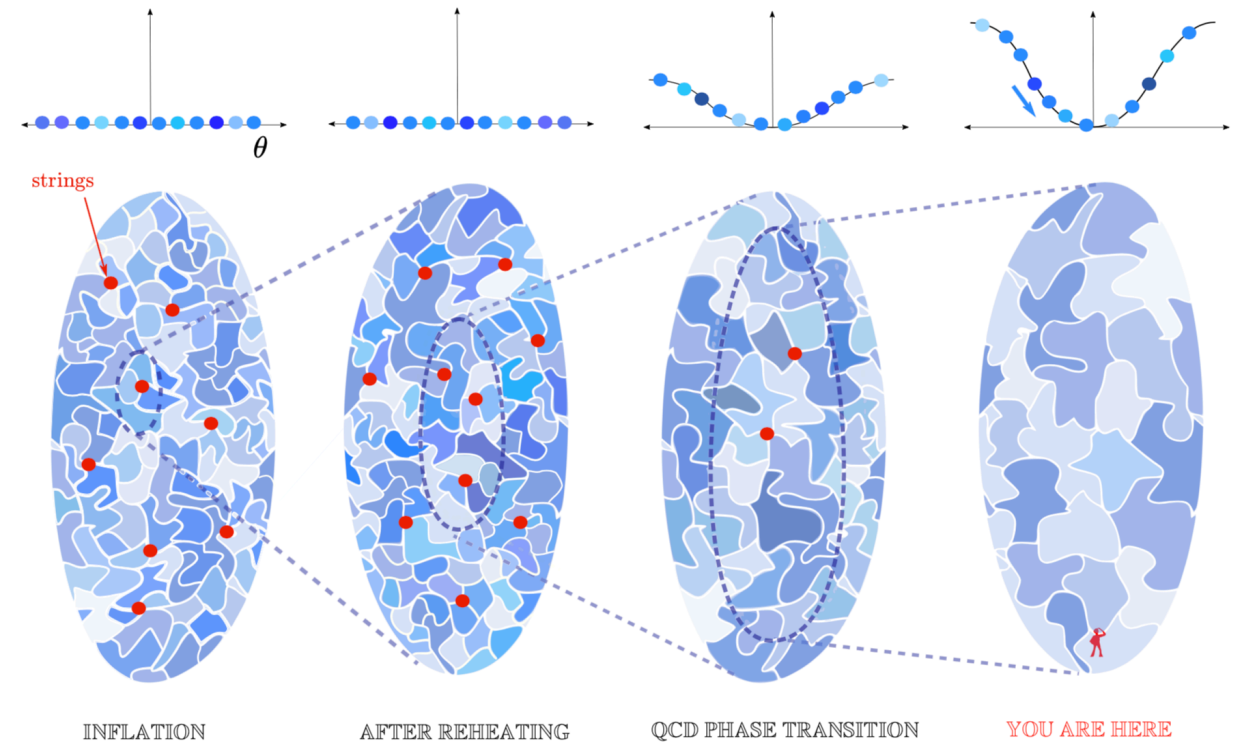 θ
strings
INFLATION
AFTER REHEATING
QCD PHASE TRANSITION
YOU ARE HERE